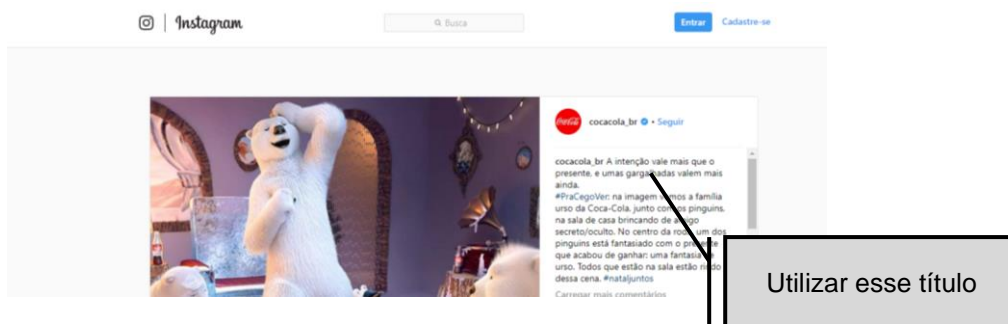 Instagram
Busca
Entrar
Cadastre-se
Coca-Cola
cocacola_br • Seguir
cocacola_br A intenção vale mais que o
presente, e umas gargalhadas valem mais
ainda.
#PraCegoVer: na imagem vemos a família
urso da Coca-Cola, junto com os pinguins,
na sala de casa brincando de amigo
secreto/oculto. No centro da roda, um dos
pinguins está fantasiado com o presente
que acabou de ganhar: uma fantasia de
urso. Todos que estão na sala estão rindo
dessa cena. #nataljuntos
Carregar mais comentários
Utilizar esse título